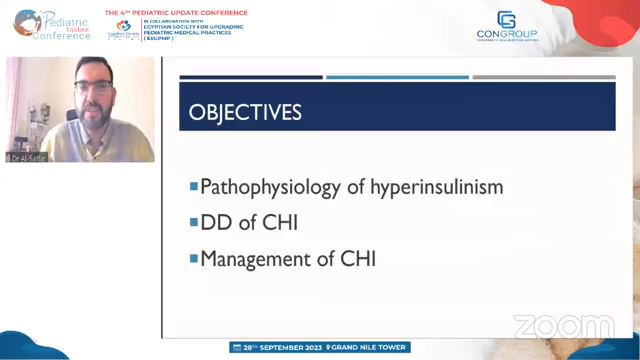 Pediatric
Update
Conference
THE 4TH PEDIATRIC UPDATE CONFERENCE
IN COLLABORATION WITH
EGYPTIAN SOCIETY FOR UPGRADING
PEDIATRIC MEDICAL PRACTICES
( ESUPMP )
Egyptian Society
CONGROUP
OBJECTIVES
Dr Al-Saffar
Pathophysiology of hyperinsulinism
DD of CHI
Management of CHI
zoom
28TH SEPTEMBER 2023 GRAND NILE TOWER